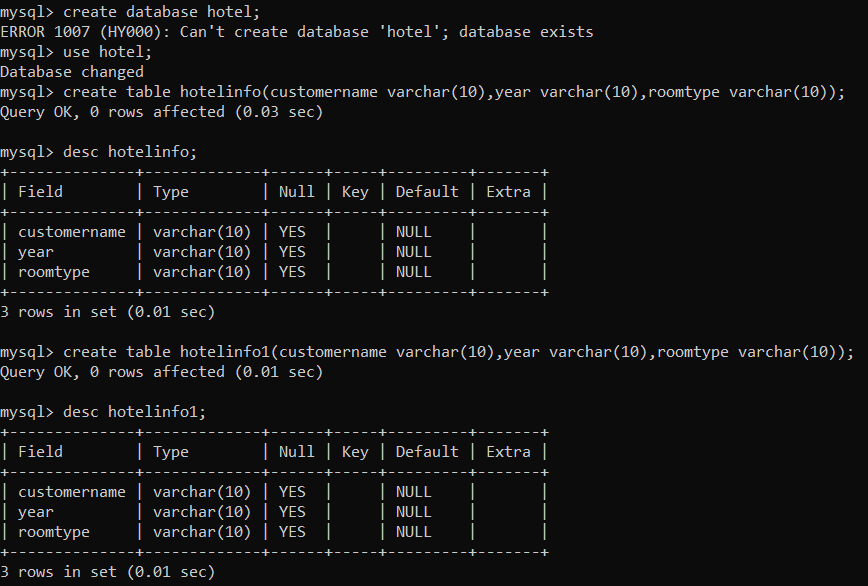 mysql> create database hotel;
ERROR 1007 (HY000): Can't create database 'hotel'; database exists
mysql> use hotel;
Database changed
mysql> create table hotelinfo(customername varchar(10),year varchar(10),roomtype varchar(10));
Query OK, 0 rows affected (0.03 sec)

mysql> desc hotelinfo;
+--------------+-------------+------+-----+---------+-------+
| Field        | Type        | Null | Key | Default | Extra |
+--------------+-------------+------+-----+---------+-------+
| customername | varchar(10) | YES  |     | NULL    |       |
| year         | varchar(10) | YES  |     | NULL    |       |
| roomtype     | varchar(10) | YES  |     | NULL    |       |
+--------------+-------------+------+-----+---------+-------+
3 rows in set (0.01 sec)

mysql> create table hotelinfo1(customername varchar(10),year varchar(10),roomtype varchar(10));
Query OK, 0 rows affected (0.01 sec)

mysql> desc hotelinfo1;
+--------------+-------------+------+-----+---------+-------+
| Field        | Type        | Null | Key | Default | Extra |
+--------------+-------------+------+-----+---------+-------+
| customername | varchar(10) | YES  |     | NULL    |       |
| year         | varchar(10) | YES  |     | NULL    |       |
| roomtype     | varchar(10) | YES  |     | NULL    |       |
+--------------+-------------+------+-----+---------+-------+
3 rows in set (0.01 sec)